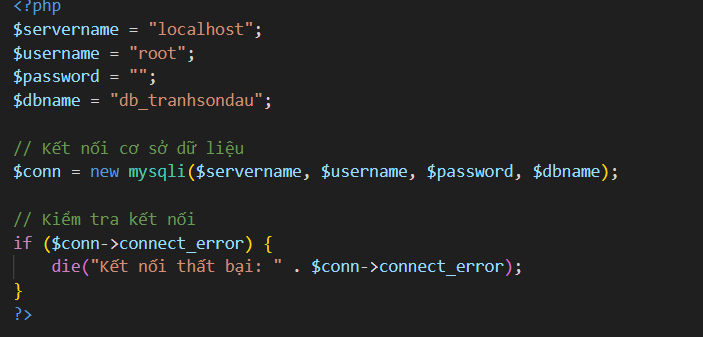 <?php
$servername = "localhost";
$username = "root";
$password = "";
$dbname = "db_tranhsondau";

// Kết nối cơ sở dữ liệu
$conn = new mysqli($servername, $username, $password, $dbname);

// Kiểm tra kết nối
if ($conn->connect_error) {
    die("Kết nối thất bại: " . $conn->connect_error);
}
?>